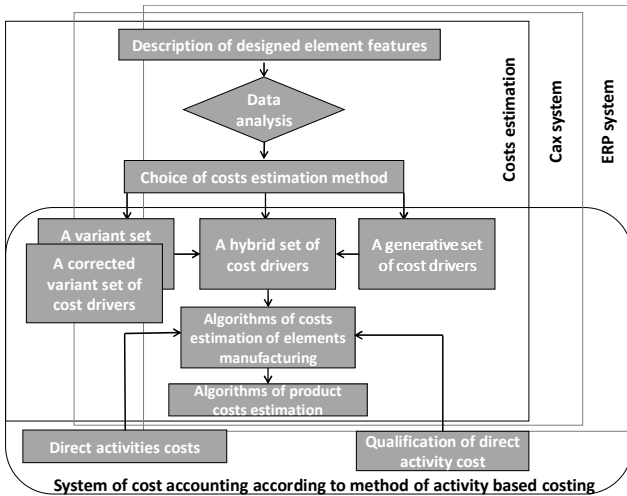 Description of designed element features
Data
analysis
Choice of costs estimation method
A variant set
A corrected
variant set of
cost drivers
A hybrid set of
cost drivers
A generative set
of cost drivers
Algorithms of costs
estimation of elements
manufacturing
Algorithms of product
costs estimation
Direct activities costs
Qualification of direct
activity cost
System of cost accounting according to method of activity based costing
Costs estimation
Cax system
ERP system